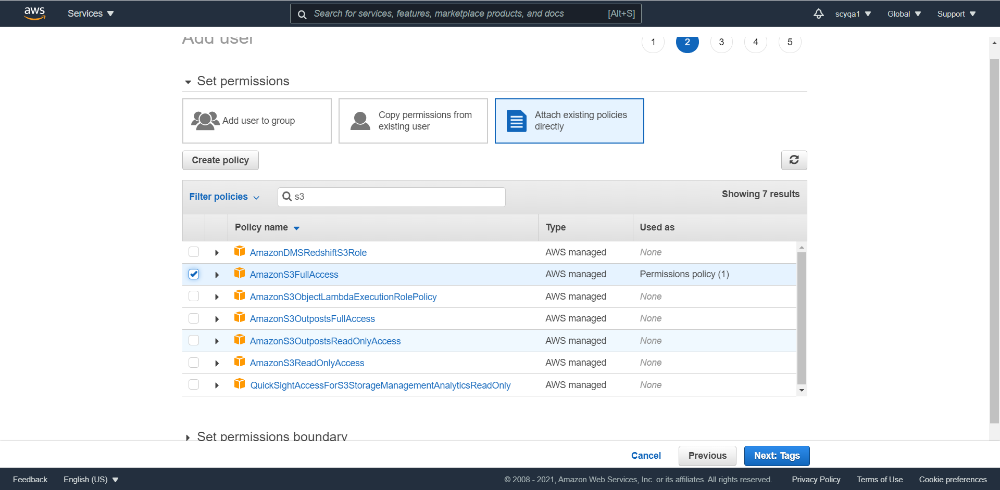 aws Services Search for services, features, marketplace products, and docs [Alt+S] scyqa1 Global Support
Add user 1 2 3 4 5
Set permissions
Add user to group
Copy permissions from
existing user
Attach existing policies
directly
Create policy
Filter policies s3 Showing 7 results
Policy name Type Used as
AmazonDMSRedshiftS3Role AWS managed None
AmazonS3FullAccess AWS managed Permissions policy (1)
AmazonS3ObjectLambdaExecutionRolePolicy AWS managed None
AmazonS3OutpostsFullAccess AWS managed None
AmazonS3OutpostsReadOnlyAccess AWS managed None
AmazonS3ReadOnlyAccess AWS managed None
QuickSightAccessForS3StorageManagementAnalyticsReadOnly AWS managed None
Set permissions boundary
Cancel Previous Next: Tags
Feedback English (US) © 2008 - 2021, Amazon Web Services, Inc. or its affiliates. All rights reserved. Privacy Policy Terms of Use Cookie preferences